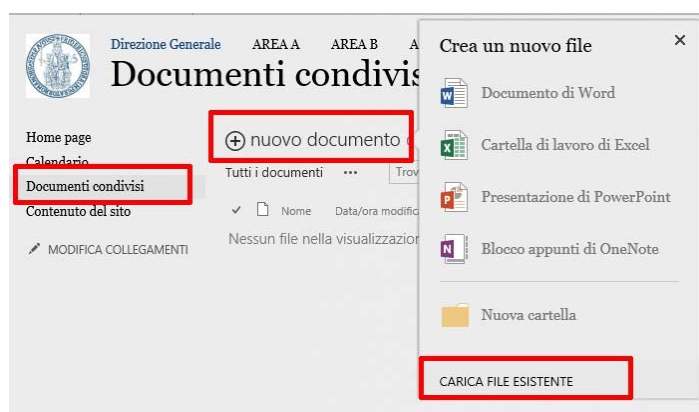 Direzione Generale AREA A AREA B A
Documenti condivis
Home page
Calendario
Documenti condivisi
Contenuto del sito
MODIFICA COLLEGAMENTI
nuovo documento
Tutti i documenti ••• Trov
Nome Data/ora modific
Nessun file nella visualizzazion
Crea un nuovo file
Documento di Word
Cartella di lavoro di Excel
Presentazione di PowerPoint
Blocco appunti di OneNote
Nuova cartella
CARICA FILE ESISTENTE